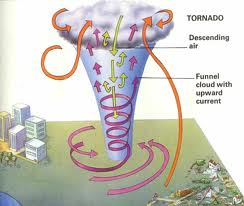 TORNADO
Descending
air
Funnel
cloud with
upward
current